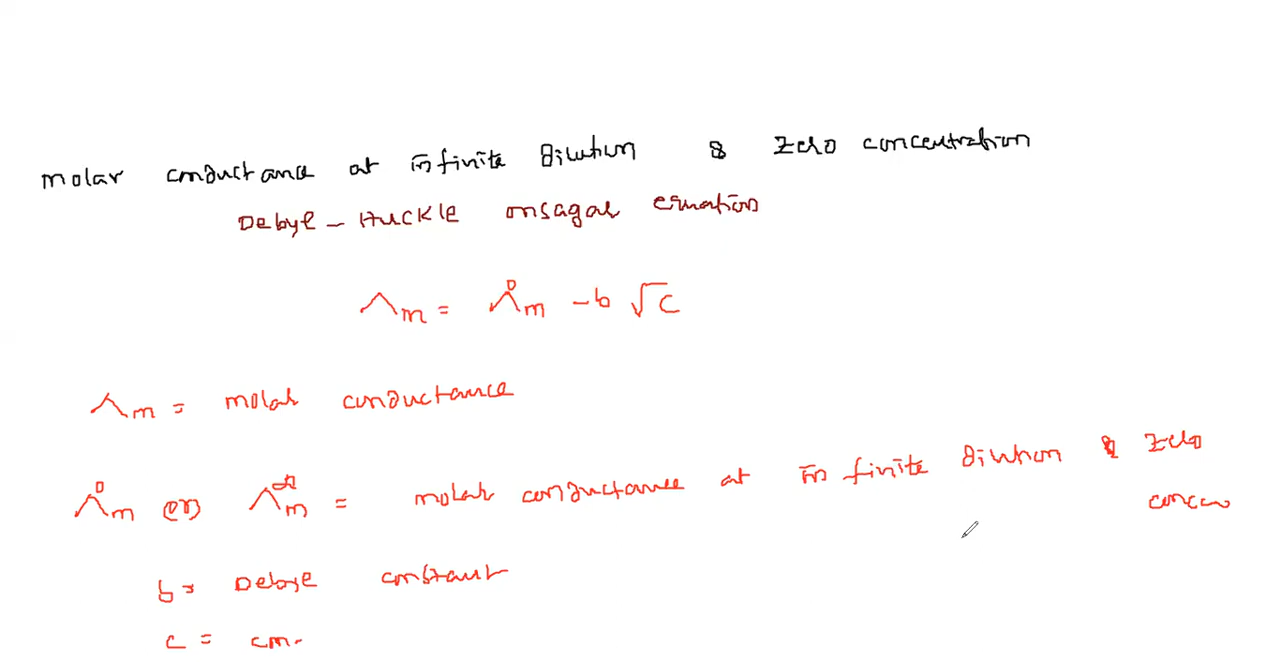 molar conductance at infinite dilution & zero concentration
Debye - Huckle onsagar equation
Λm = Λ°m - b √c
Λm = molar conductance
Λ°m (or) Λ∞m = molar conductance at infinite dilution & zero
concn
b = Debye constant
c = con